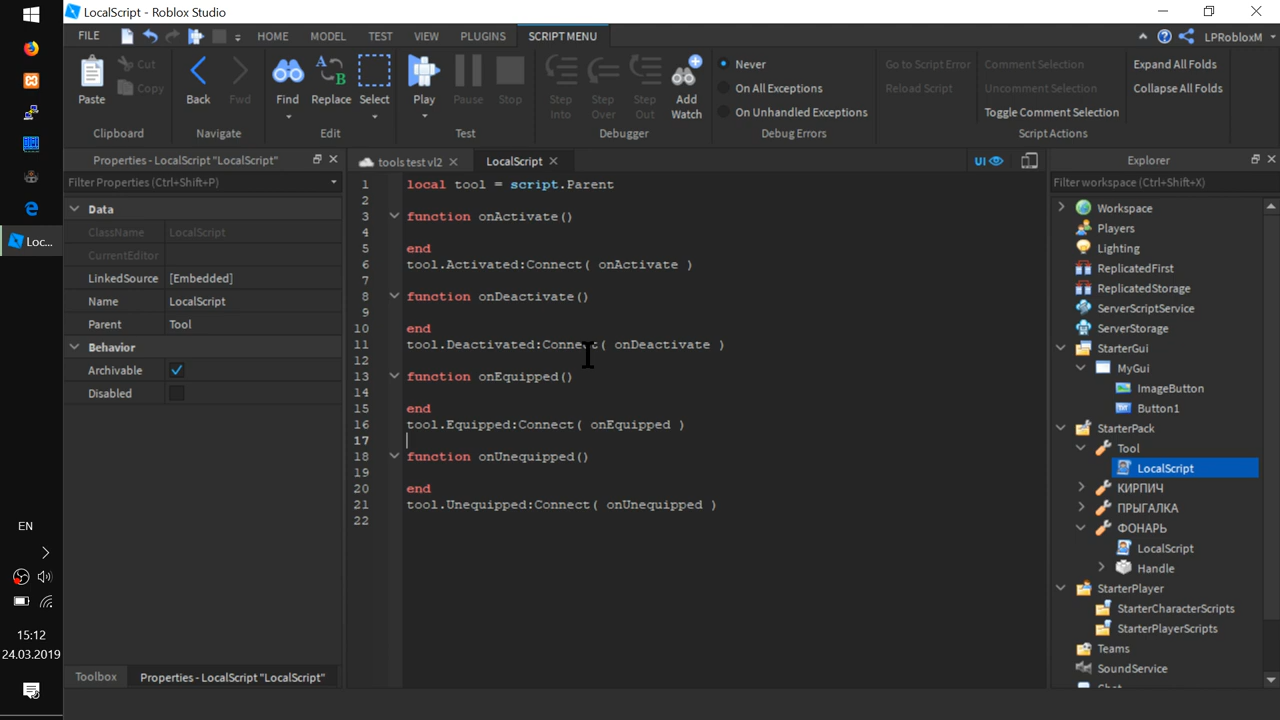 LocalScript - Roblox Studio
FILE HOME MODEL TEST VIEW PLUGINS SCRIPT MENU LPRobloxM
Paste Cut Copy Back Fwd Find Replace Select Play Pause Stop Step Into Step Over Step Out Add Watch
Never
On All Exceptions
On Unhandled Exceptions
Go to Script Error
Reload Script
Comment Selection
Uncomment Selection
Toggle Comment Selection
Expand All Folds
Collapse All Folds
Clipboard Navigate Edit Test Debugger Debug Errors Script Actions
Properties - LocalScript "LocalScript"
Filter Properties (Ctrl+Shift+P)
Data
ClassName LocalScript
CurrentEditor
LinkedSource [Embedded]
Name LocalScript
Parent Tool
Behavior
Archivable
Disabled
Toolbox Properties - LocalScript "LocalScript"
tools test vl2 LocalScript UI
1 local tool = script.Parent
2
3 function onActivate()
4
5 end
6 tool.Activated:Connect( onActivate )
7
8 function onDeactivate()
9
10 end
11 tool.Deactivated:Connect( onDeactivate )
12
13 function onEquipped()
14
15 end
16 tool.Equipped:Connect( onEquipped )
17
18 function onUnequipped()
19
20 end
21 tool.Unequipped:Connect( onUnequipped )
22
Explorer
Filter workspace (Ctrl+Shift+X)
Workspace
Players
Lighting
ReplicatedFirst
ReplicatedStorage
ServerScriptService
ServerStorage
StarterGui
MyGui
ImageButton
Button1
StarterPack
Tool
LocalScript
КИРПИЧ
ПРЫГАЛКА
ФОНАРЬ
LocalScript
Handle
StarterPlayer
StarterCharacterScripts
StarterPlayerScripts
Teams
SoundService
Loc...
EN
15:12
24.03.2019